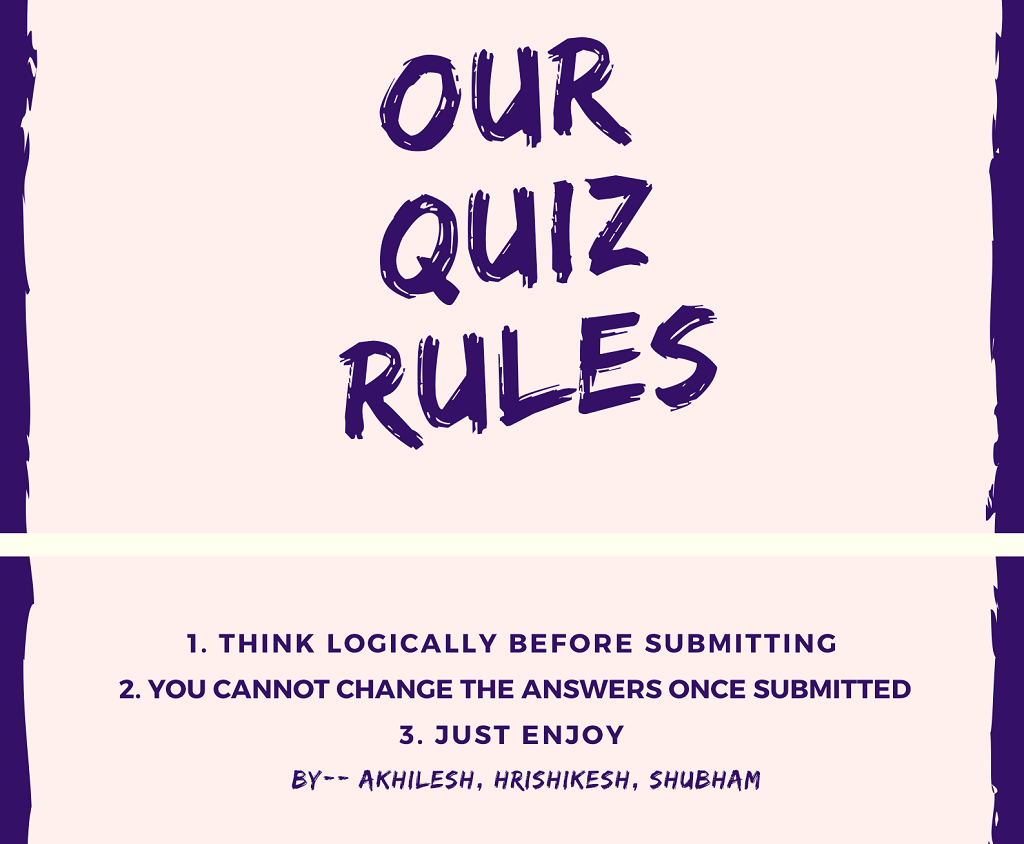 OUR
QUIZ
RULES
1. THINK LOGICALLY BEFORE SUBMITTING
2. YOU CANNOT CHANGE THE ANSWERS ONCE SUBMITTED
3. JUST ENJOY
BY-- AKHILESH, HRISHIKESH, SHUBHAM